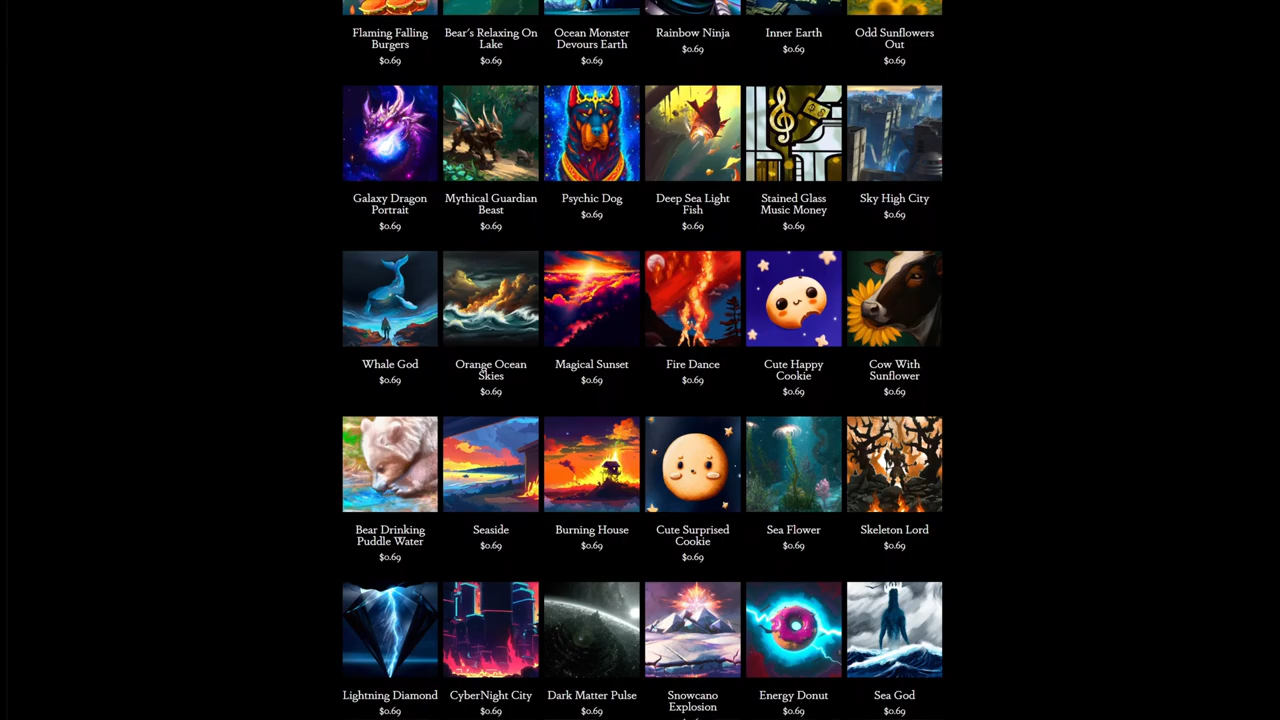 Flaming Falling Bear's Relaxing On Ocean Monster Rainbow Ninja Inner Earth Odd Sunflowers
Burgers Lake Devours Earth $0.69 $0.69 Out
$0.69 $0.69 $0.69 $0.69
Galaxy Dragon Mythical Guardian Psychic Dog Deep Sea Light Stained Glass Sky High City
Portrait Beast $0.69 Fish Music Money $0.69
$0.69 $0.69 $0.69 $0.69
Whale God Orange Ocean Magical Sunset Fire Dance Cute Happy Cow With
$0.69 Skies $0.69 $0.69 Cookie Sunflower
$0.69 $0.69 $0.69
Bear Drinking Seaside Burning House Cute Surprised Sea Flower Skeleton Lord
Puddle Water $0.69 $0.69 Cookie $0.69 $0.69
$0.69 $0.69
Lightning Diamond CyberNight City Dark Matter Pulse Snowcano Energy Donut Sea God
$0.69 $0.69 $0.69 Explosion $0.69 $0.69